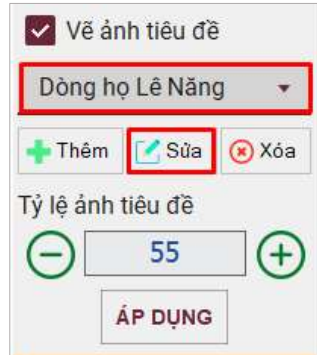 Vẽ ảnh tiêu đề
Dòng họ Lê Năng
Thêm Sửa Xóa
Tỷ lệ ảnh tiêu đề
55
ÁP DỤNG